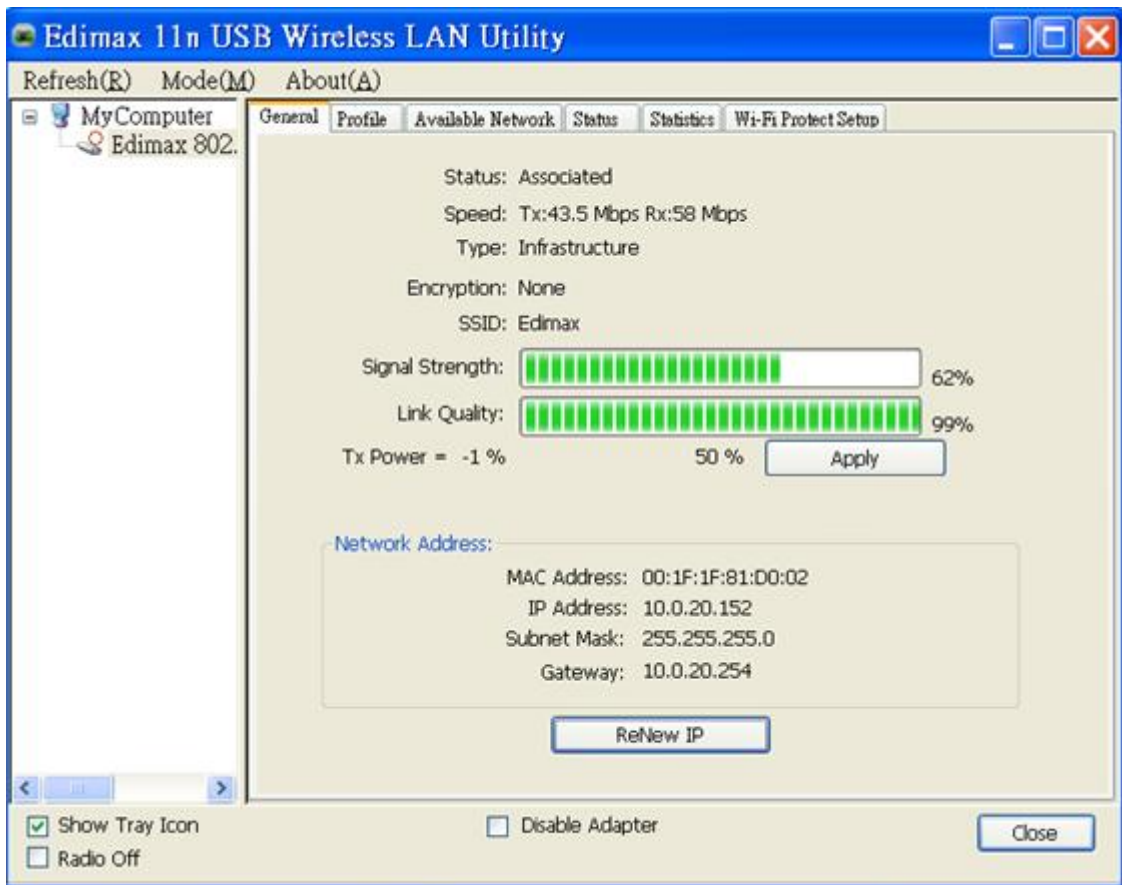 Edimax 11n USB Wireless LAN Utility
Refresh(R) Mode(M) About(A)
MyComputer
Edimax 802.
General Profile Available Network Status Statistics Wi-Fi Protect Setup
Status: Associated
Speed: Tx:43.5 Mbps Rx:58 Mbps
Type: Infrastructure
Encryption: None
SSID: Edimax
Signal Strength: 62%
Link Quality: 99%
Tx Power = -1 % 50 % Apply
Network Address:
MAC Address: 00:1F:1F:81:D0:02
IP Address: 10.0.20.152
Subnet Mask: 255.255.255.0
Gateway: 10.0.20.254
ReNew IP
Show Tray Icon Disable Adapter Close
Radio Off